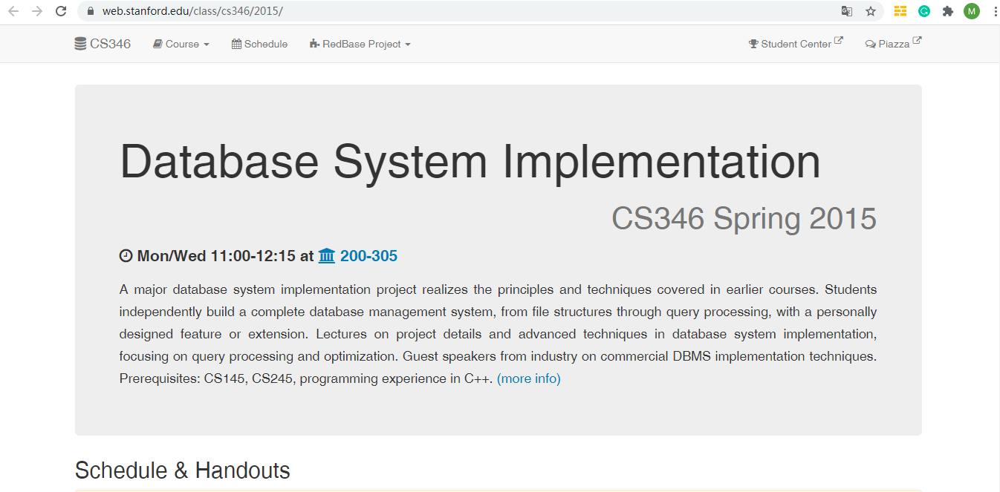 web.stanford.edu/class/cs346/2015/
M
CS346 Course Schedule RedBase Project Student Center Piazza
Database System Implementation
CS346 Spring 2015
Mon/Wed 11:00-12:15 at 200-305
A major database system implementation project realizes the principles and techniques covered in earlier courses. Students
independently build a complete database management system, from file structures through query processing, with a personally
designed feature or extension. Lectures on project details and advanced techniques in database system implementation,
focusing on query processing and optimization. Guest speakers from industry on commercial DBMS implementation techniques.
Prerequisites: CS145, CS245, programming experience in C++. (more info)
Schedule & Handouts